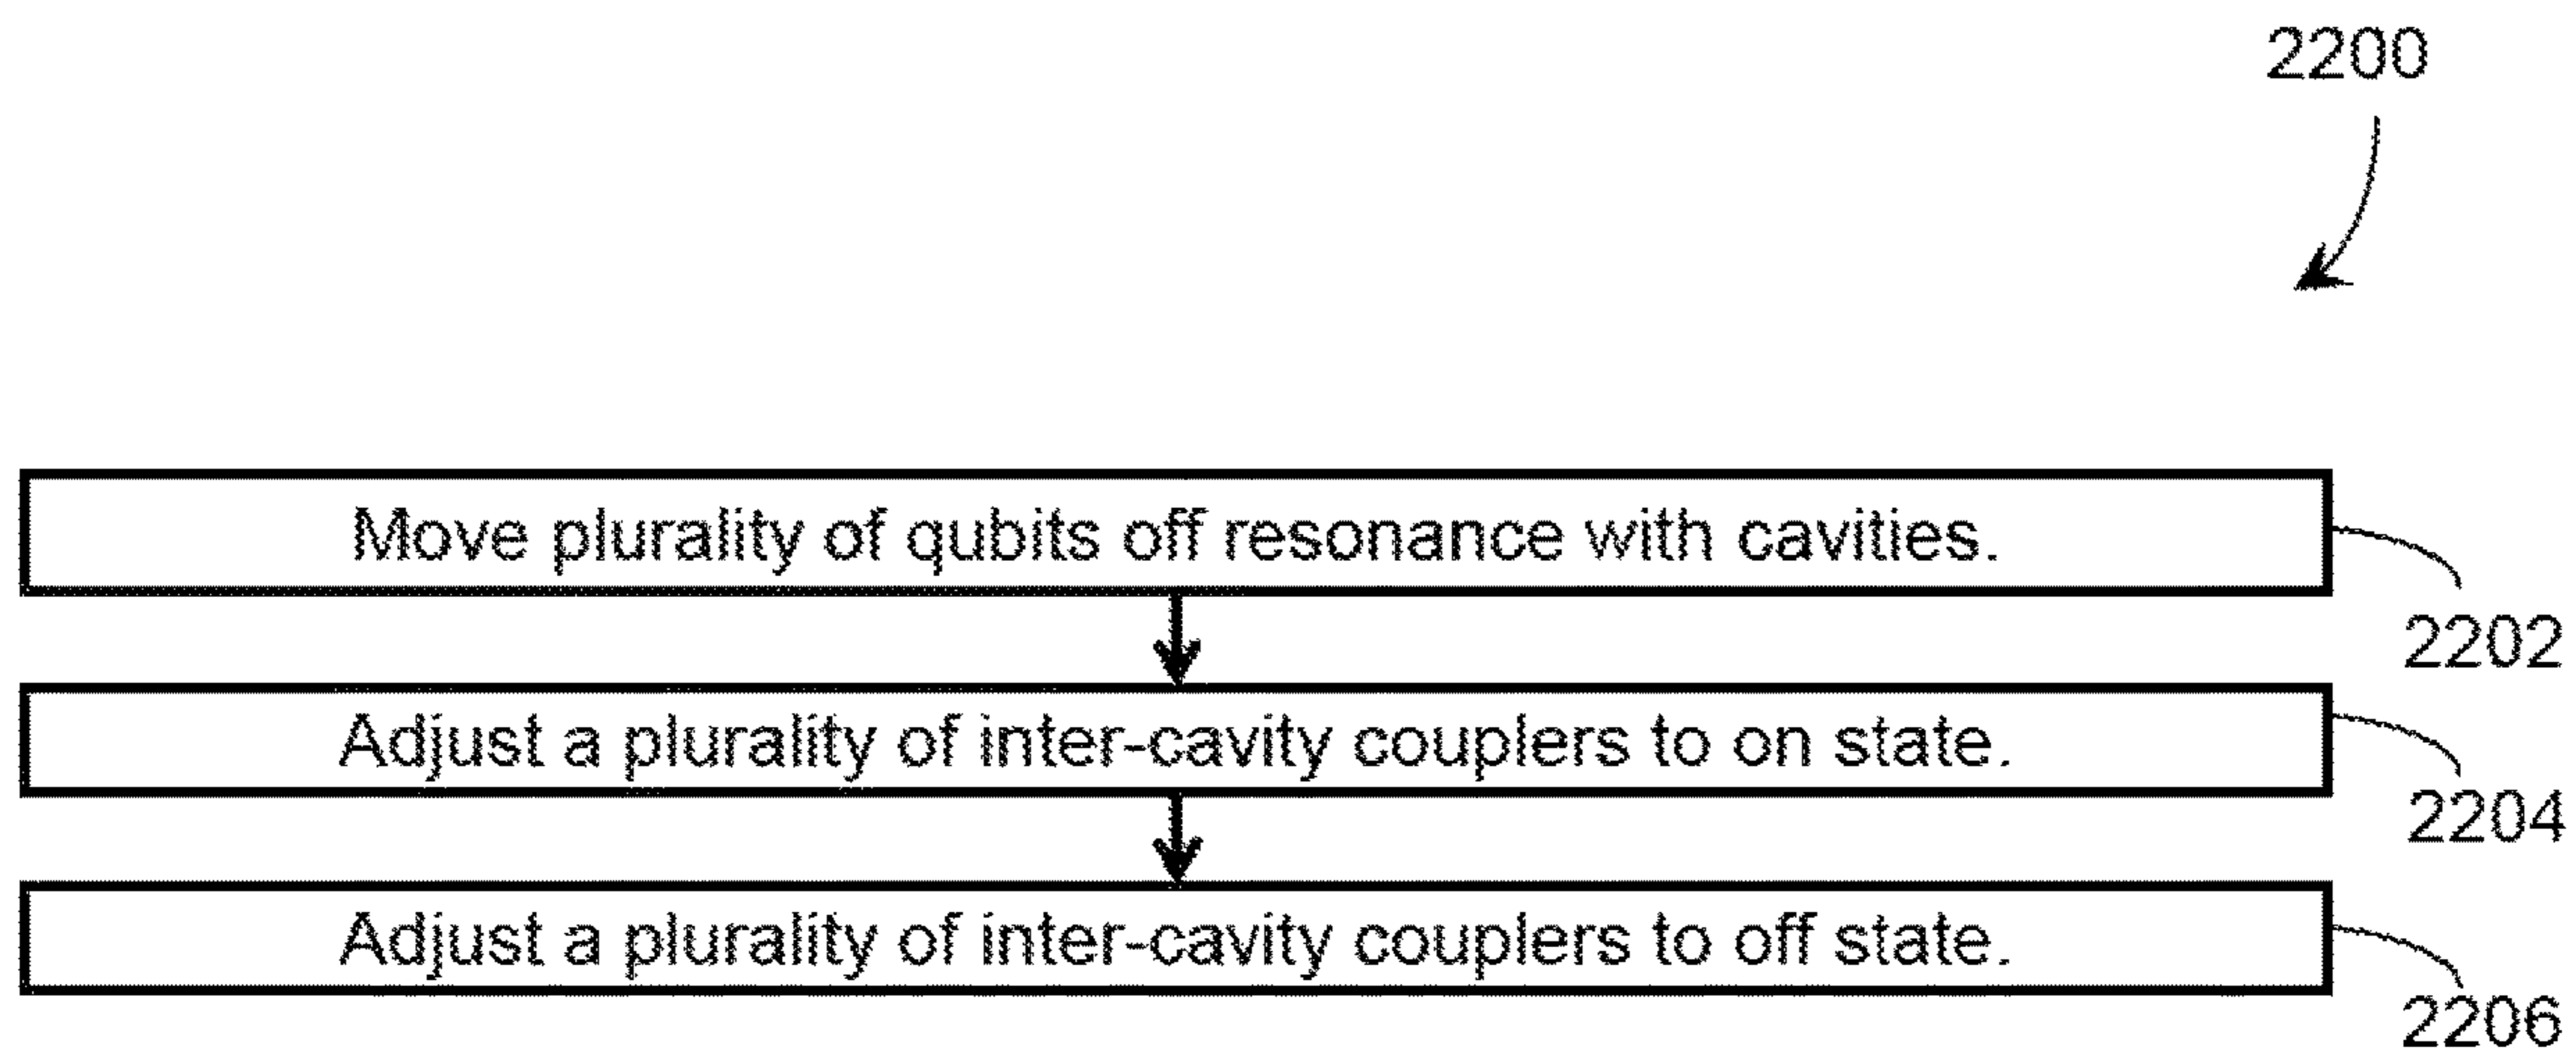 2200
Move plurality of qubits off resonance with cavities.
2202
Adjust a plurality of inter-cavity couplers to on state.
2204
Adjust a plurality of inter-cavity couplers to off state.
2206